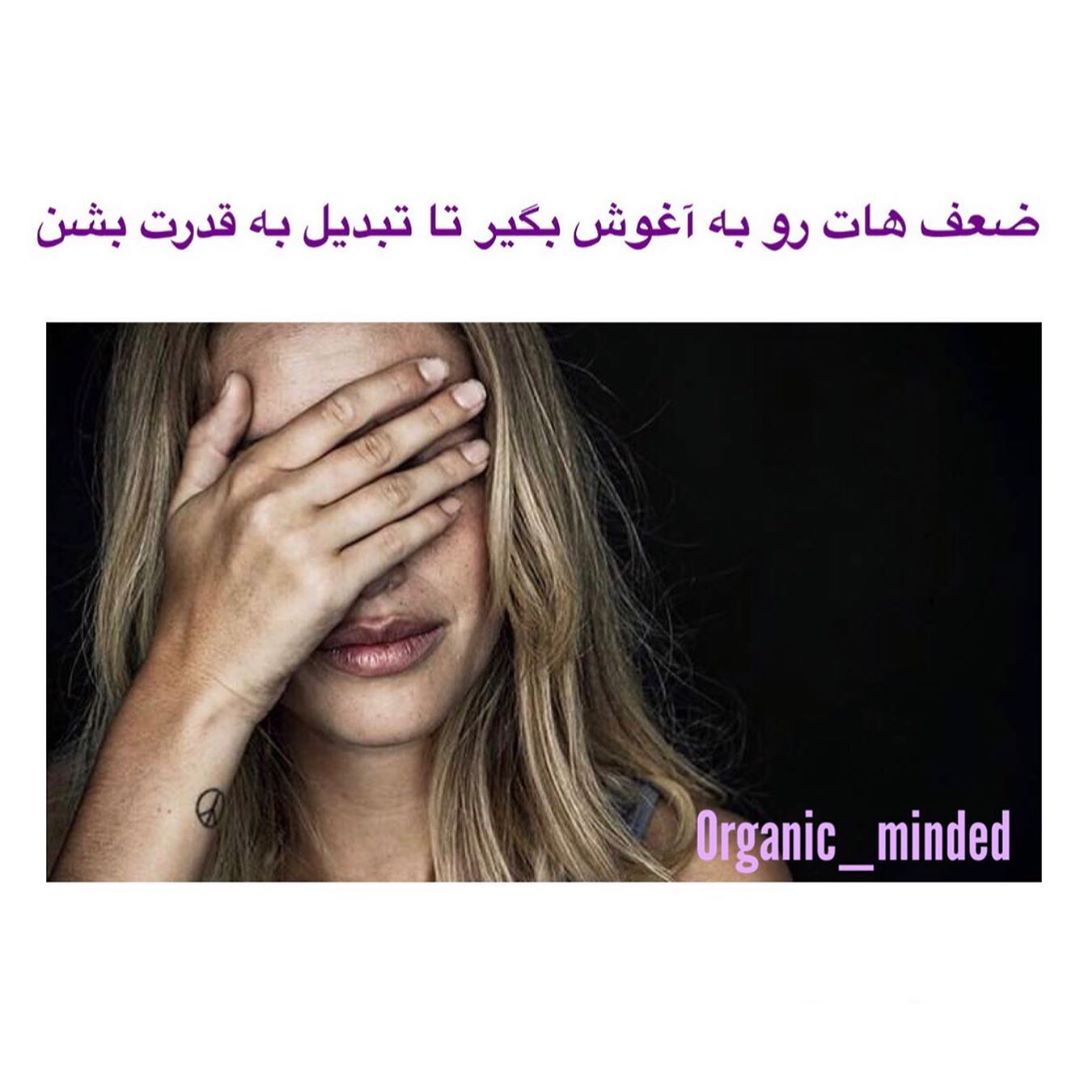 ضعف هات رو به آغوش بگیر تا تبدیل به قدرت بشن
Organic_minded